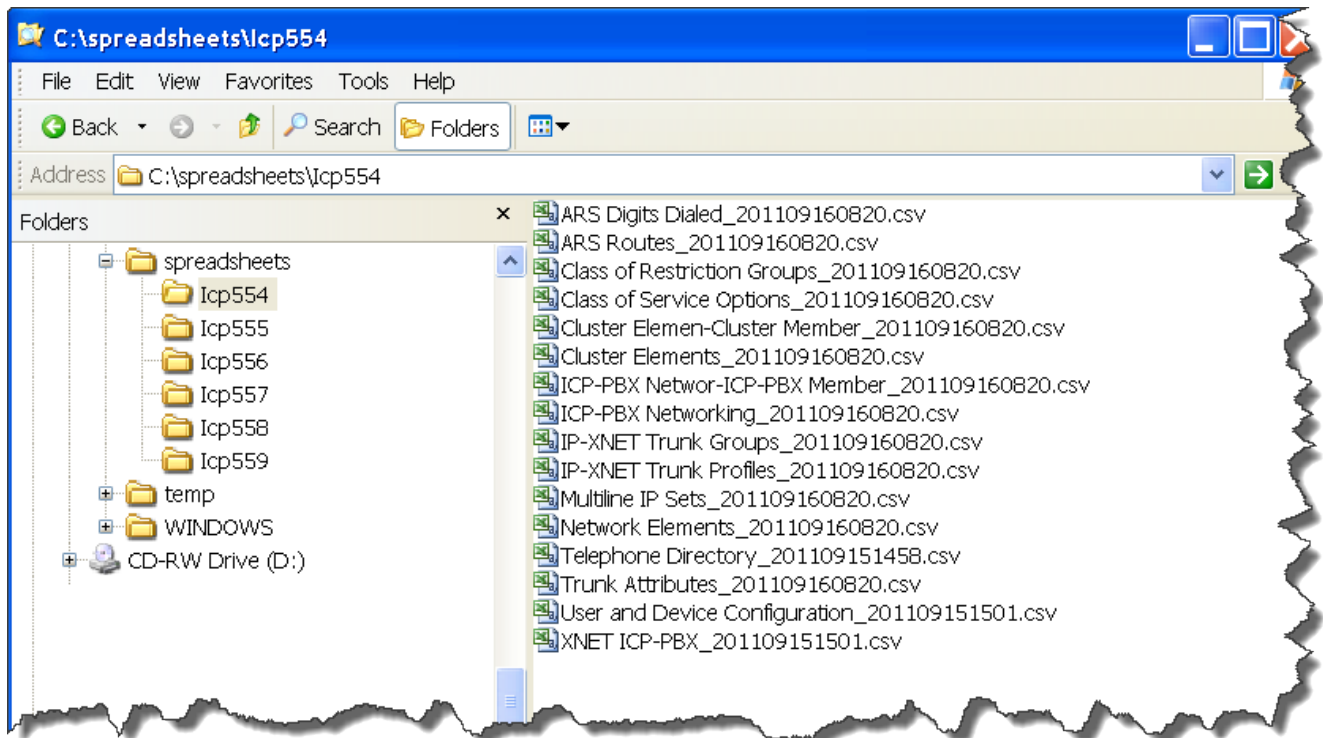 C:\spreadsheets\Icp554
File Edit View Favorites Tools Help
Back Search Folders
Address C:\spreadsheets\Icp554
Folders
spreadsheets
Icp554
Icp555
Icp556
Icp557
Icp558
Icp559
temp
WINDOWS
CD-RW Drive (D:)
ARS Digits Dialed_201109160820.csv
ARS Routes_201109160820.csv
Class of Restriction Groups_201109160820.csv
Class of Service Options_201109160820.csv
Cluster Elemen-Cluster Member_201109160820.csv
Cluster Elements_201109160820.csv
ICP-PBX Networ-ICP-PBX Member_201109160820.csv
ICP-PBX Networking_201109160820.csv
IP-XNET Trunk Groups_201109160820.csv
IP-XNET Trunk Profiles_201109160820.csv
Multiline IP Sets_201109160820.csv
Network Elements_201109160820.csv
Telephone Directory_201109151458.csv
Trunk Attributes_201109160820.csv
User and Device Configuration_201109151501.csv
XNET ICP-PBX_201109151501.csv